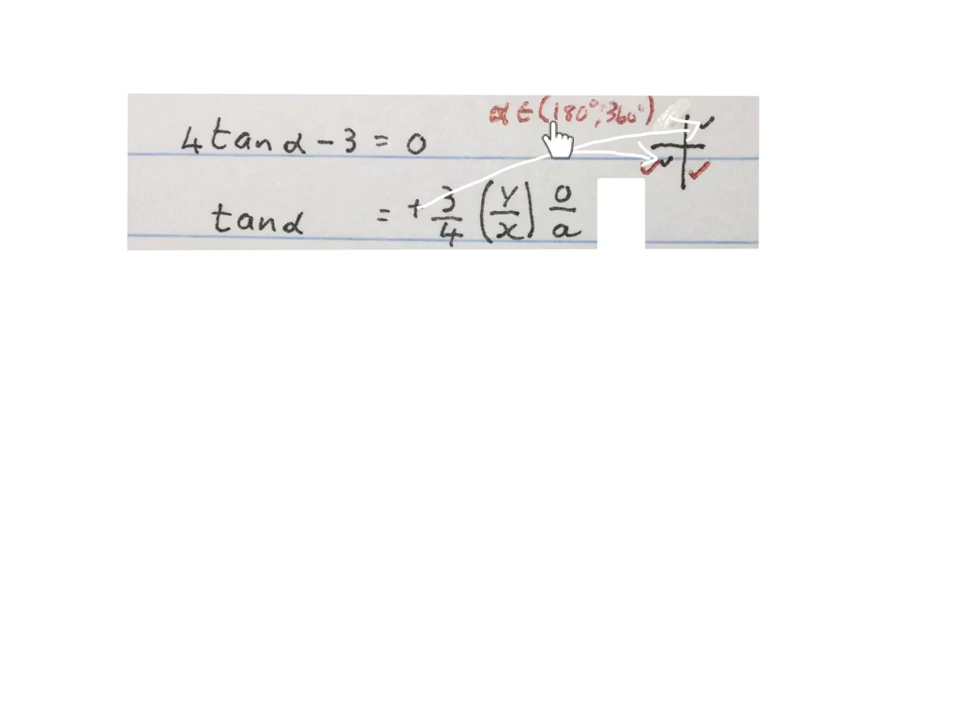 α ∈ (180°; 360°)
4tanα - 3 = 0
tanα = +3/4 (y/x) o/a